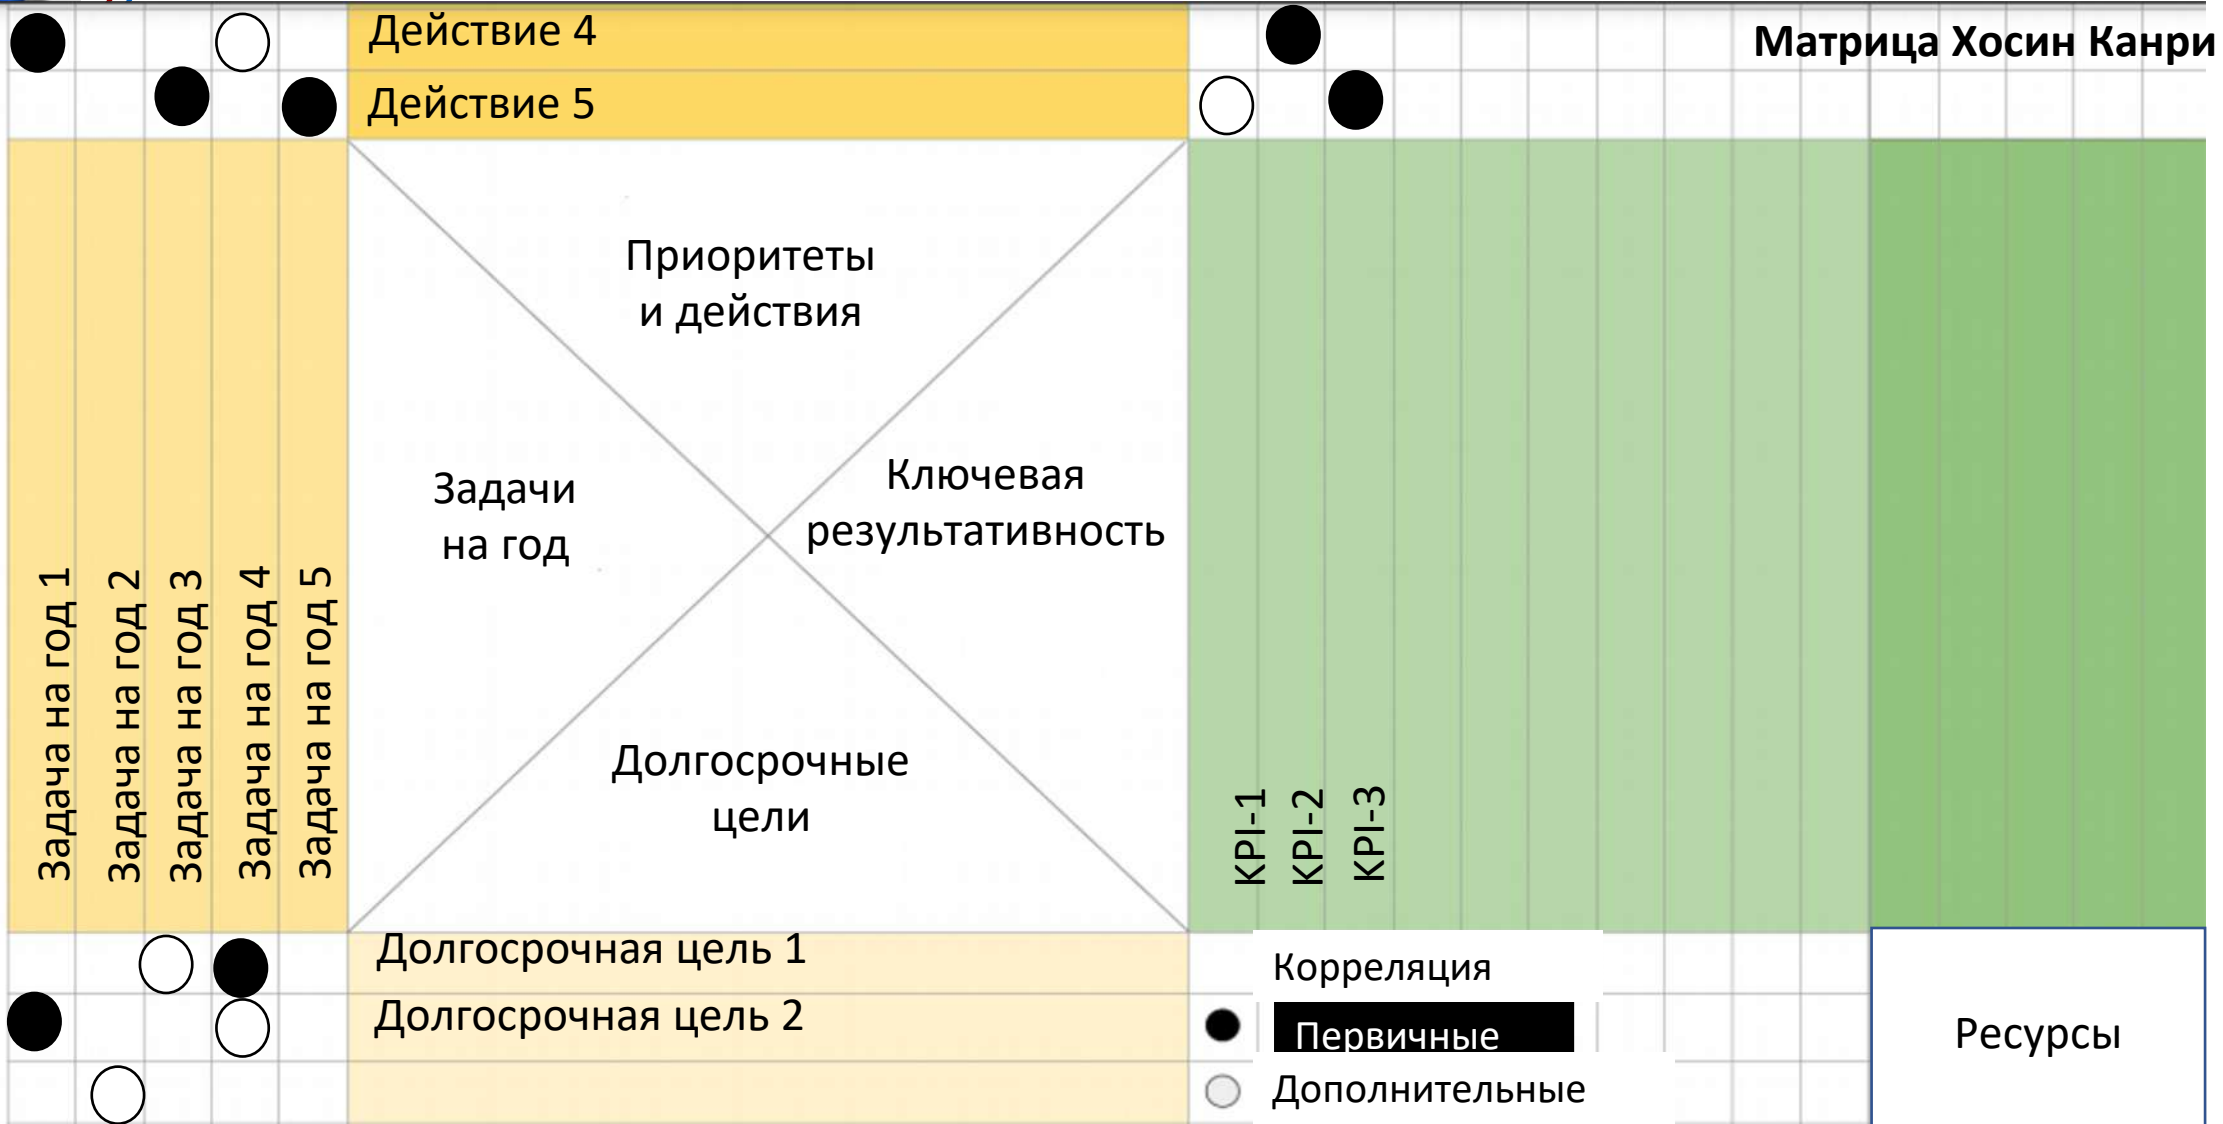 Действие 4
Матрица Хосин Канри
Действие 5
Приоритеты
и действия
Задачи
на год
Ключевая
результативность
Долгосрочные
цели
Задача на год 1
Задача на год 2
Задача на год 3
Задача на год 4
Задача на год 5
KPI-1
KPI-2
KPI-3
Долгосрочная цель 1
Долгосрочная цель 2
Корреляция
Первичные
Дополнительные
Ресурсы